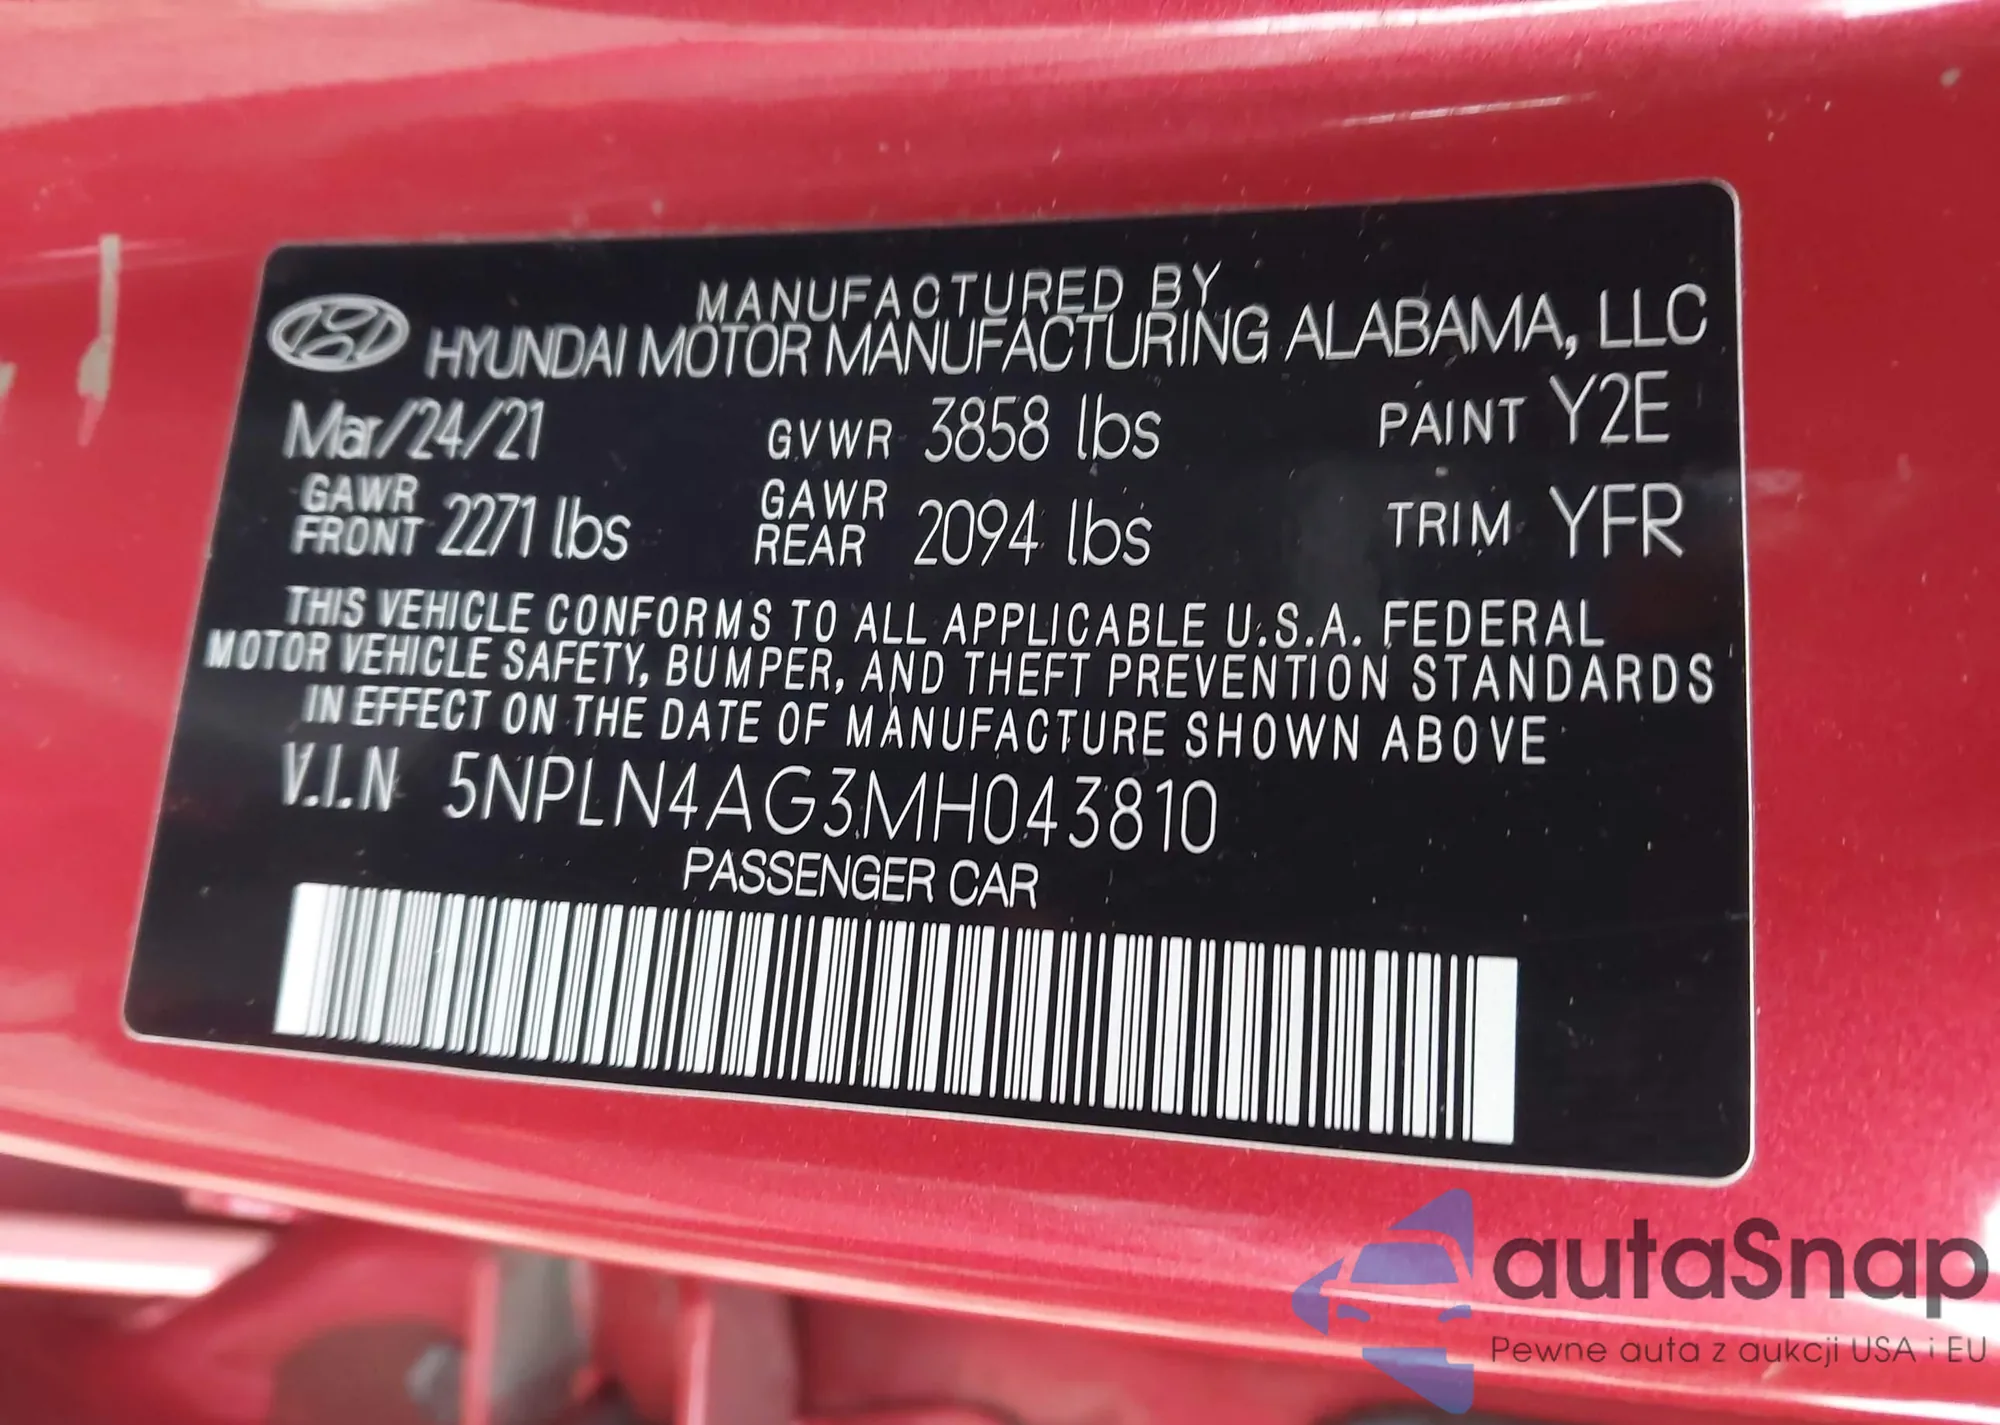 MANUFACTURED BY
HYUNDAI MOTOR MANUFACTURING ALABAMA, LLC
Mar/24/21 GVWR 3858 lbs PAINT Y2E
GAWR FRONT 2271 lbs GAWR REAR 2094 lbs TRIM YFR
THIS VEHICLE CONFORMS TO ALL APPLICABLE U.S.A. FEDERAL
MOTOR VEHICLE SAFETY, BUMPER, AND THEFT PREVENTION STANDARDS
IN EFFECT ON THE DATE OF MANUFACTURE SHOWN ABOVE
V.I.N 5NPLN4AG3MH043810
PASSENGER CAR
autaSnap
Pewne auta z aukcji USA i EU